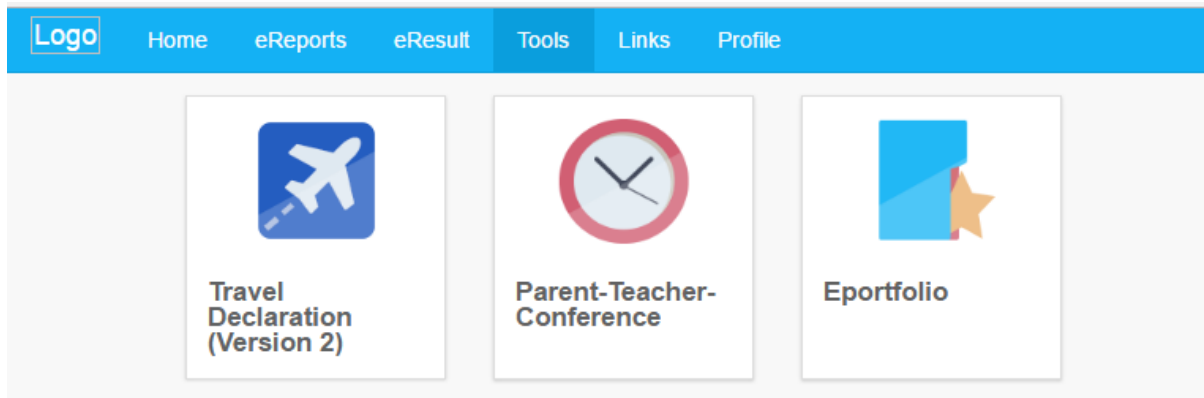 Logo Home eReports eResult Tools Links Profile
Travel
Declaration
(Version 2)
Parent-Teacher-
Conference
Eportfolio